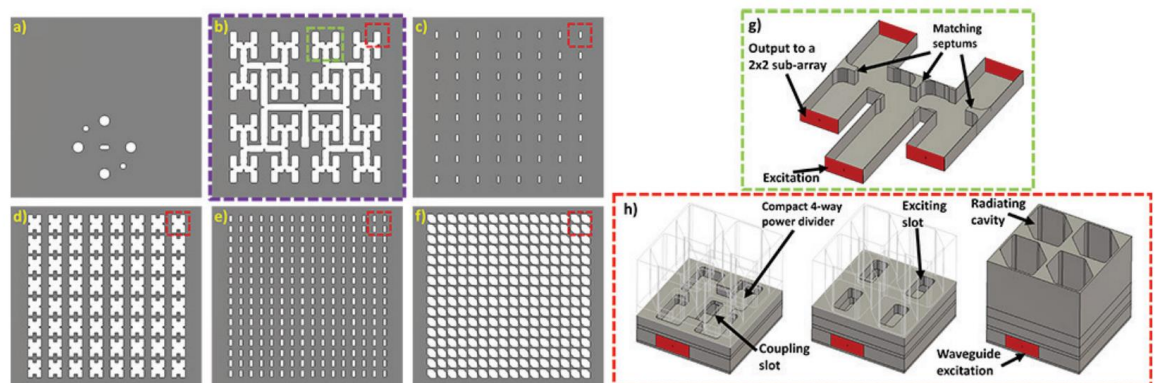 a)
b)
c)
d)
e)
f)
g)
Output to a
2x2 sub-array
Matching
septums
Excitation
h)
Compact 4-way
power divider
Exciting
slot
Radiating
cavity
Coupling
slot
Waveguide
excitation